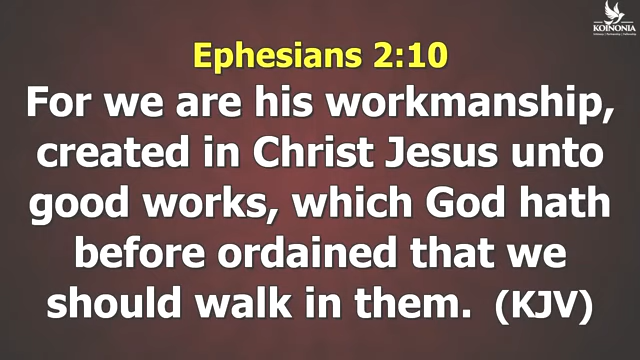 KOINONIA
Ephesians 2:10
For we are his workmanship,
created in Christ Jesus unto
good works, which God hath
before ordained that we
should walk in them. (KJV)